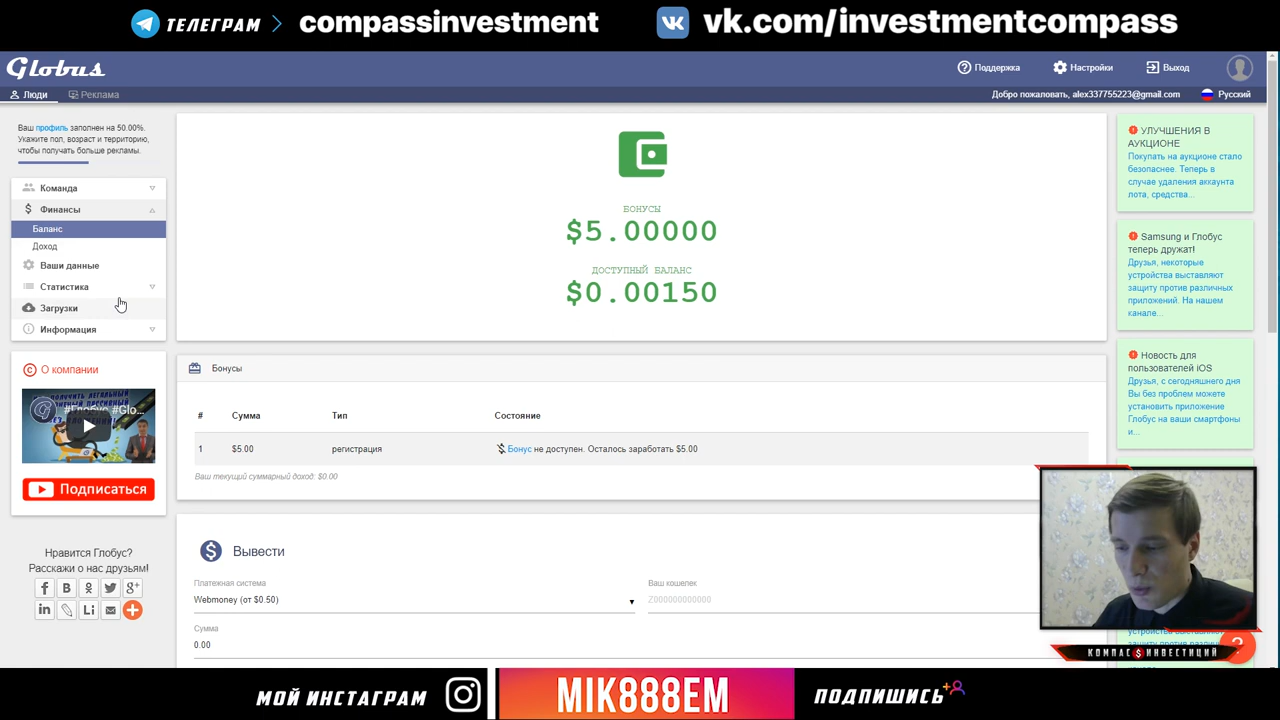 ТЕЛЕГРАМ > compassinvestment
vk.com/investmentcompass
Globus
Поддержка
Настройки
Выход
Люди
Реклама
Добро пожаловать, alex337755223@gmail.com
Русский
Ваш профиль заполнен на 50.00%.
Укажите пол, возраст и территорию,
чтобы получать больше рекламы.
Команда
Финансы
Баланс
Доход
Ваши данные
Статистика
Загрузки
Информация
О компании
#Глобус #Glo...
Подписаться
Нравится Глобус?
Расскажи о нас друзьям!
БОНУСЫ
$5.00000
ДОСТУПНЫЙ БАЛАНС
$0.00150
Бонусы
# Сумма Тип Состояние
1 $5.00 регистрация Бонус не доступен. Осталось заработать $5.00
Ваш текущий суммарный доход: $0.00
Вывести
Платежная система
Webmoney (от $0.50)
Ваш кошелек
Z000000000000
Сумма
0.00
УЛУЧШЕНИЯ В
АУКЦИОНЕ
Покупать на аукционе стало
безопаснее. Теперь в
случае удаления аккаунта
лота, средства...
Samsung и Глобус
теперь дружат!
Друзья, некоторые
устройства выставляют
защиту против различных
приложений. На нашем
канале...
Новость для
пользователей iOS
Друзья, с сегодняшнего дня
Вы без проблем можете
установить приложение
Глобус на ваши смартфоны
и...
КОМПАС ИНВЕСТИЦИЙ
МОЙ ИНСТАГРАМ
MIK888EM
ПОДПИШИСЬ